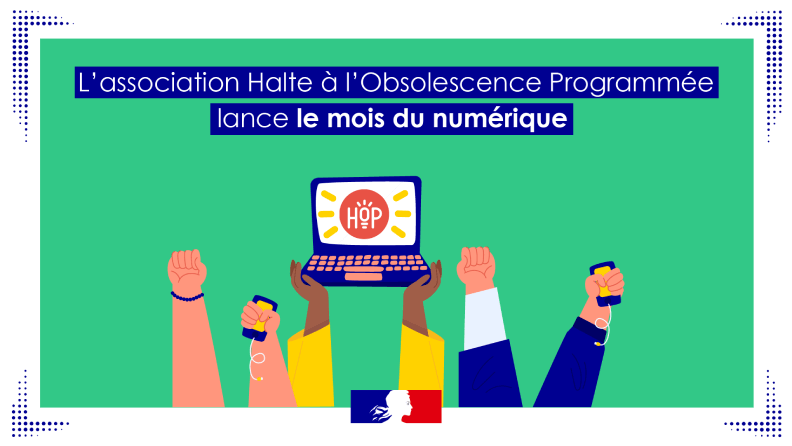 L’association Halte à l’Obsolescence Programmée
lance le mois du numérique
HOP